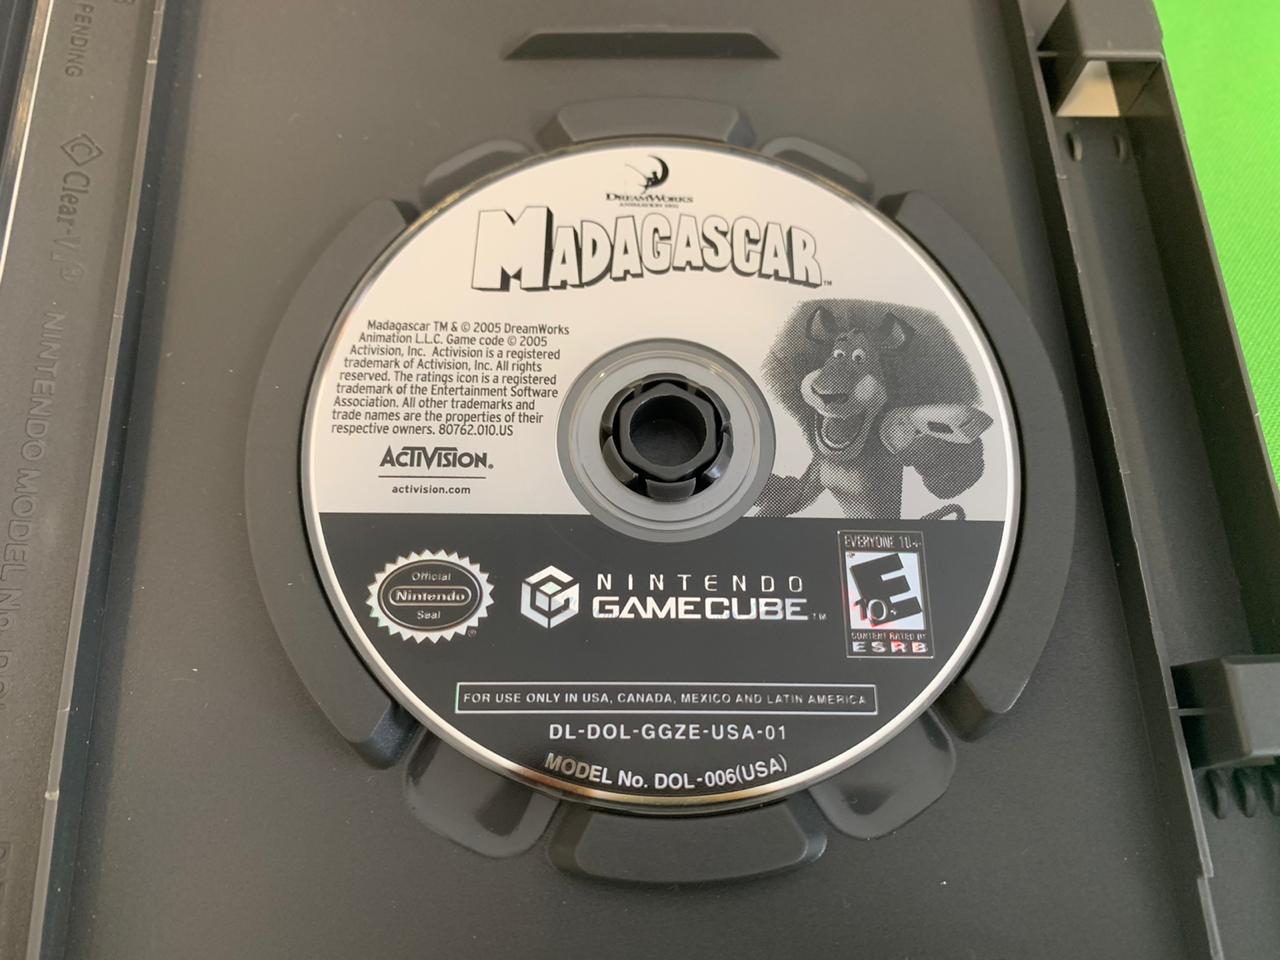 PENDING
Clear-Vu
NINTENDO MODEL No. DOL
DREAMWORKS
MADAGASCAR™
Madagascar TM & © 2005 DreamWorks
Animation L.L.C. Game code © 2005
Activision, Inc. Activision is a registered
trademark of Activision, Inc. All rights
reserved. The ratings icon is a registered
trademark of the Entertainment Software
Association. All other trademarks and
trade names are the properties of their
respective owners. 80762.010.US
ACTIVISION®
activision.com
Official
Nintendo
Seal®
NINTENDO
GAMECUBE™
EVERYONE 10+
E
10+
CONTENT RATED BY
ESRB
FOR USE ONLY IN USA, CANADA, MEXICO AND LATIN AMERICA
DL-DOL-GGZE-USA-01
MODEL No. DOL-006(USA)